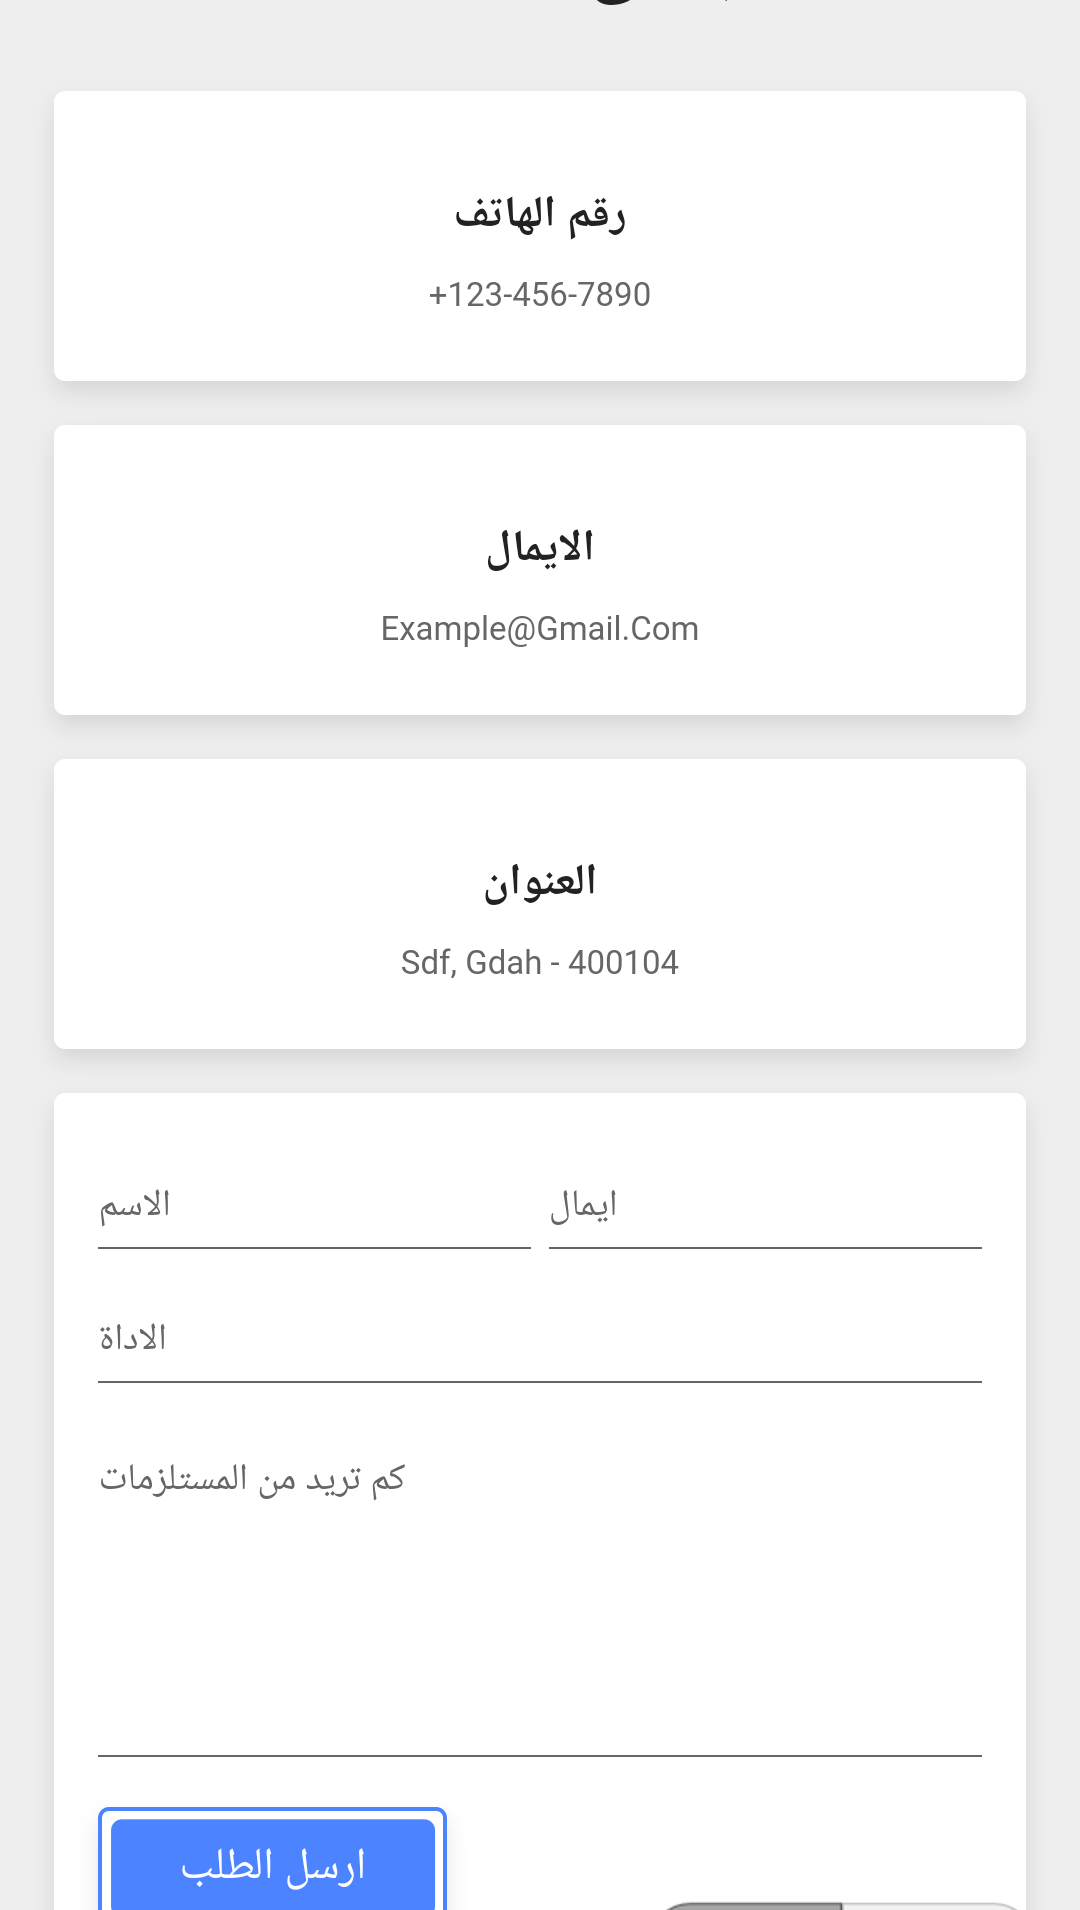 رقم الهاتف
+123-456-7890
الايمال
Example@Gmail.Com
العنوان
Sdf, Gdah - 400104
الاسم
ايمال
الاداة
كم تريد من المستلزمات
ارسل الطلب